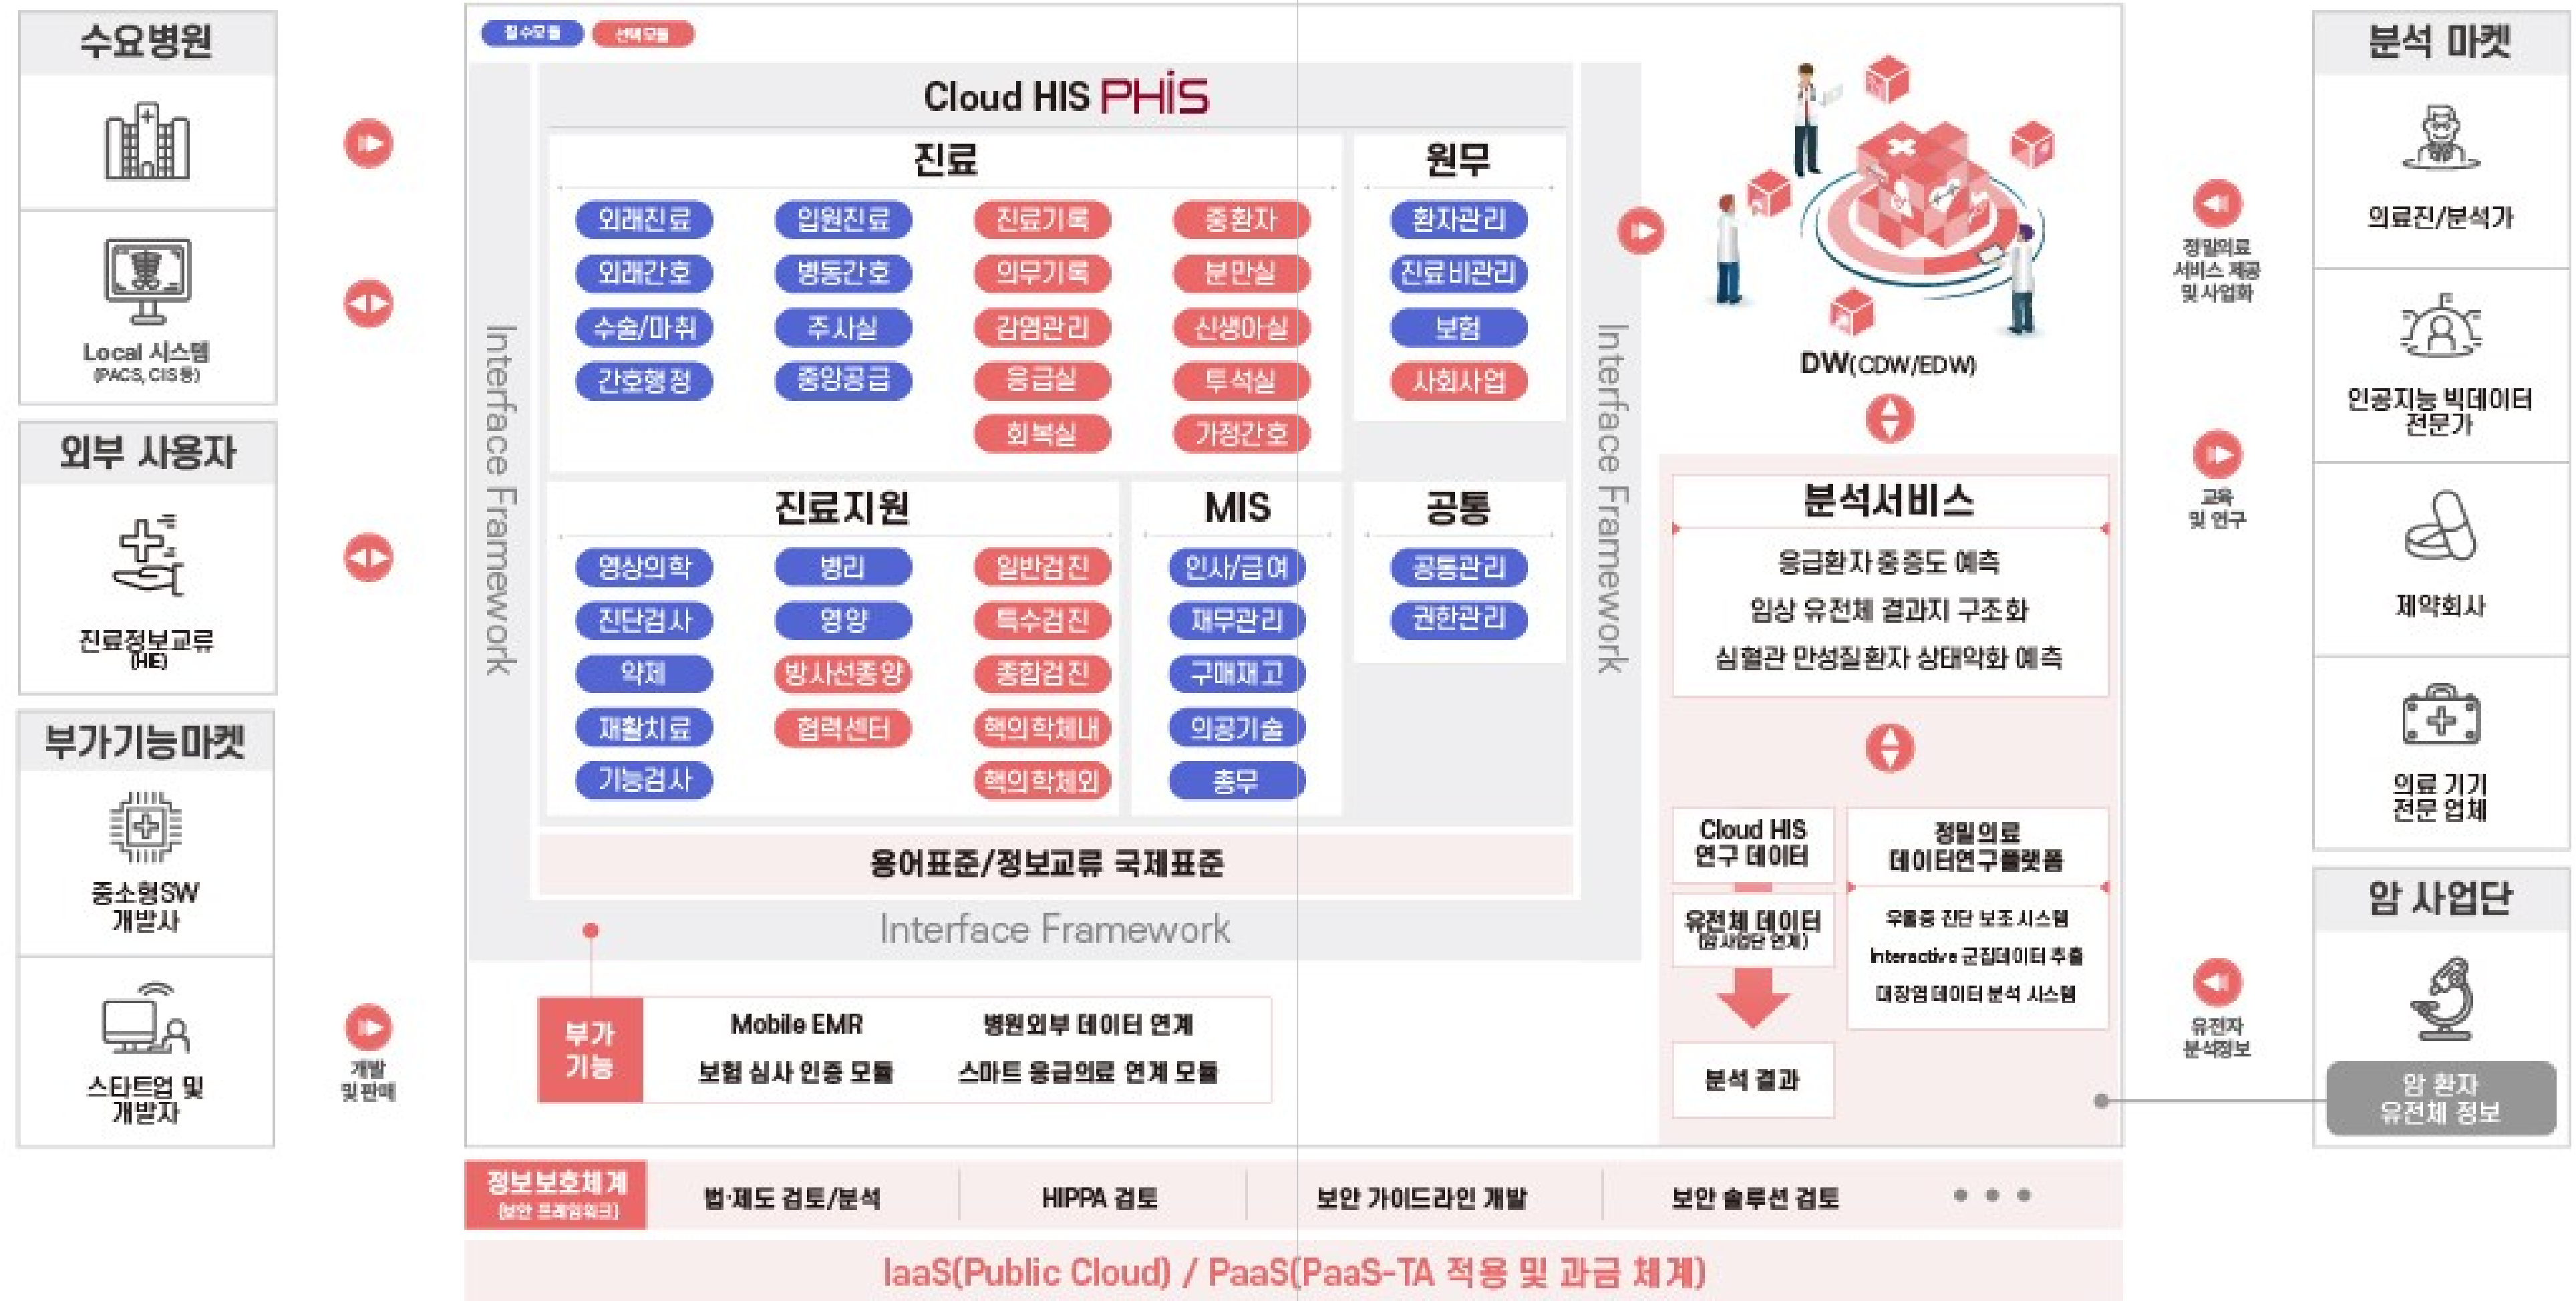 수요병원
Local 시스템
(PACS, CIS등)
외부 사용자
진료정보교류
(HIE)
부가기능마켓
중소형SW
개발사
스타트업 및
개발자
개발
및 판매
필수모듈
선택모듈
Interface Framework
Cloud HIS PHiS
진료
외래진료
입원진료
진료기록
중환자
외래간호
병동간호
의무기록
분만실
수술/마취
주사실
감염관리
신생아실
간호행정
중앙공급
응급실
투석실
회복실
가정간호
원무
환자관리
진료비관리
보험
사회사업
진료지원
영상의학
병리
일반검진
진단검사
영양
특수검진
약제
방사선종양
종합검진
재활치료
협력센터
핵의학체내
기능검사
핵의학체외
MIS
인사/급여
재무관리
구매재고
의공기술
총무
공통
공통관리
권한관리
용어표준/정보교류 국제표준
Interface Framework
Interface Framework
부가
기능
Mobile EMR
병원외부 데이터 연계
보험 심사 인증 모듈
스마트 응급의료 연계 모듈
DW(CDW/EDW)
분석서비스
응급환자 중증도 예측
임상 유전체 결과지 구조화
심혈관 만성질환자 상태악화 예측
Cloud HIS
연구 데이터
유전체 데이터
(암 사업단 연계)
분석 결과
정밀의료
데이터연구플랫폼
우울증 진단 보조 시스템
Interactive 군집데이터 추출
대장염 데이터 분석 시스템
정밀의료
서비스 제공
및 사업화
교육
및 연구
유전자
분석정보
분석 마켓
의료진/분석가
인공지능 빅데이터
전문가
제약회사
의료 기기
전문 업체
암 사업단
암 환자
유전체 정보
정보보호체계
(보안 프레임워크)
법·제도 검토/분석
HIPPA 검토
보안 가이드라인 개발
보안 솔루션 검토
IaaS(Public Cloud) / PaaS(PaaS-TA 적용 및 과금 체계)